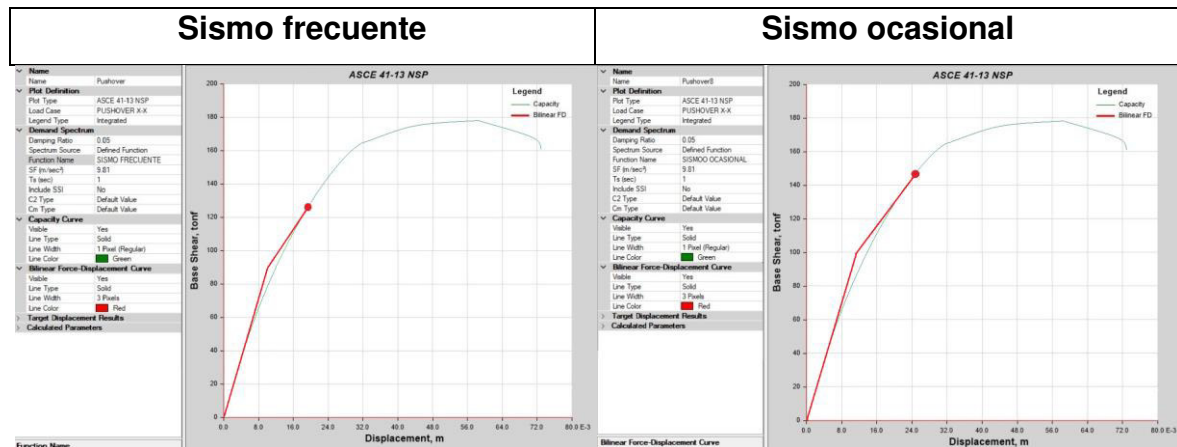 Sismo frecuente
Sismo ocasional
Name
Name Pushover
Plot Definition
Plot Type ASCE 41-13 NSP
Load Case PUSHOVER X-X
Legend Type Integrated
Demand Spectrum
Damping Ratio 0.05
Spectrum Source Defined Function
Function Name SISMO FRECUENTE
SF (m/sec²) 9.81
Ts (sec) 1
Include SSI No
C2 Type Default Value
Cm Type Default Value
Capacity Curve
Visible Yes
Line Type Solid
Line Width 1 Pixel (Regular)
Line Color Green
Bilinear Force-Displacement Curve
Visible Yes
Line Type Solid
Line Width 3 Pixels
Line Color Red
Target Displacement Results
Calculated Parameters
Function Name
ASCE 41-13 NSP
Legend
Capacity
Bilinear FD
Base Shear, tonf
200
180
160
140
120
100
80
60
40
20
0
0.0 8.0 16.0 24.0 32.0 40.0 48.0 56.0 64.0 72.0 80.0 E-3
Displacement, m
Name
Name Pushover8
Plot Definition
Plot Type ASCE 41-13 NSP
Load Case PUSHOVER X-X
Legend Type Integrated
Demand Spectrum
Damping Ratio 0.05
Spectrum Source Defined Function
Function Name SISMOO OCASIONAL
SF (m/sec²) 9.81
Ts (sec) 1
Include SSI No
C2 Type Default Value
Cm Type Default Value
Capacity Curve
Visible Yes
Line Type Solid
Line Width 1 Pixel (Regular)
Line Color Green
Bilinear Force-Displacement Curve
Visible Yes
Line Type Solid
Line Width 3 Pixels
Line Color Red
Target Displacement Results
Calculated Parameters
Bilinear Force-Displacement Curve
ASCE 41-13 NSP
Legend
Capacity
Bilinear FD
Base Shear, tonf
200
180
160
140
120
100
80
60
40
20
0
0.0 8.0 16.0 24.0 32.0 40.0 48.0 56.0 64.0 72.0 80.0 E-3
Displacement, m